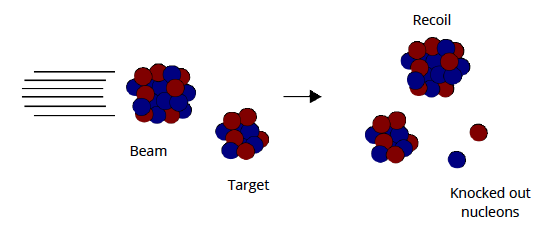 Recoil
Beam
Target
Knocked out
nucleons